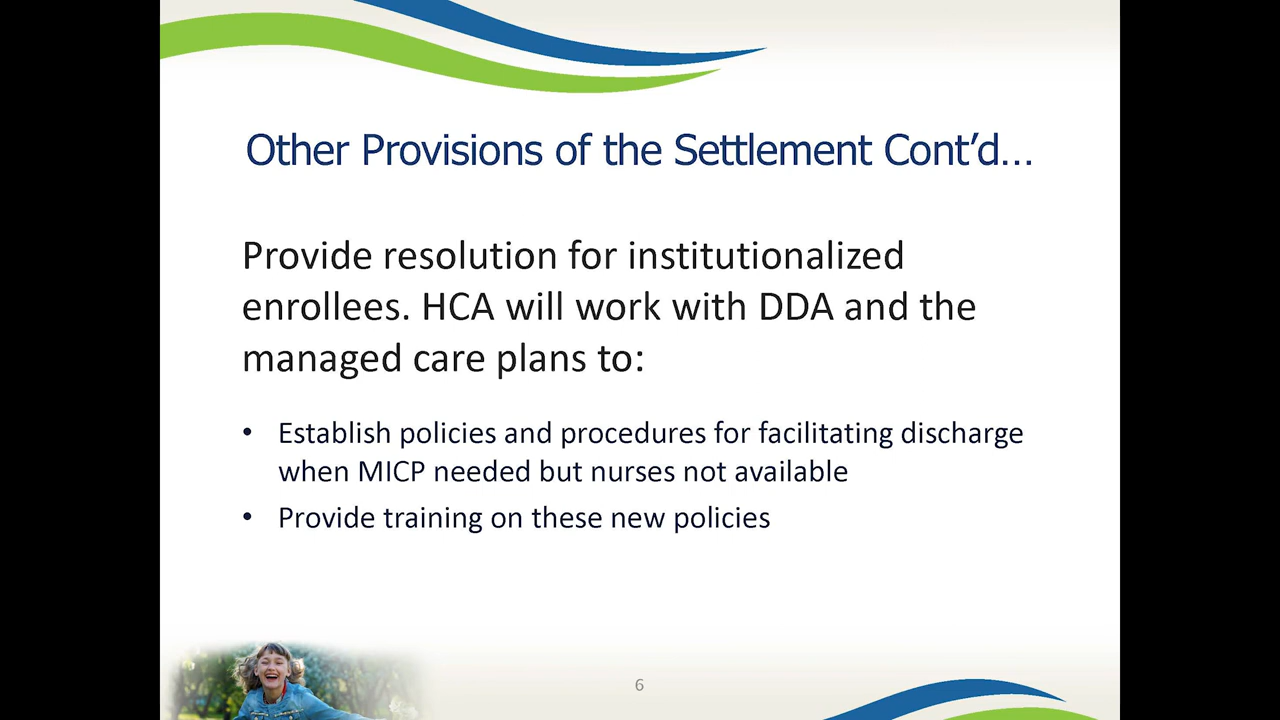 Other Provisions of the Settlement Cont’d…
Provide resolution for institutionalized
enrollees. HCA will work with DDA and the
managed care plans to:
• Establish policies and procedures for facilitating discharge
when MICP needed but nurses not available
• Provide training on these new policies
6